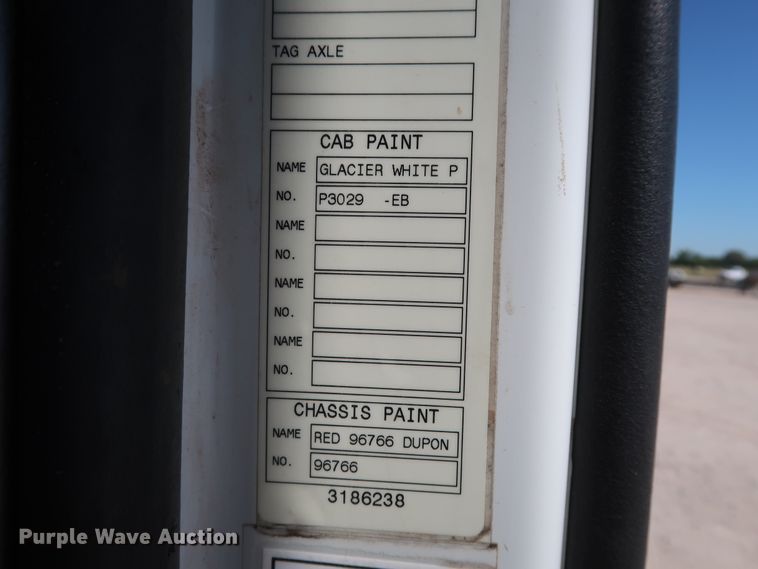 TAG AXLE
CAB PAINT
NAME GLACIER WHITE P
NO. P3029 -EB
NAME
NO.
NAME
NO.
NAME
NO.
CHASSIS PAINT
NAME RED 96766 DUPON
NO. 96766
3186238
Purple Wave Auction